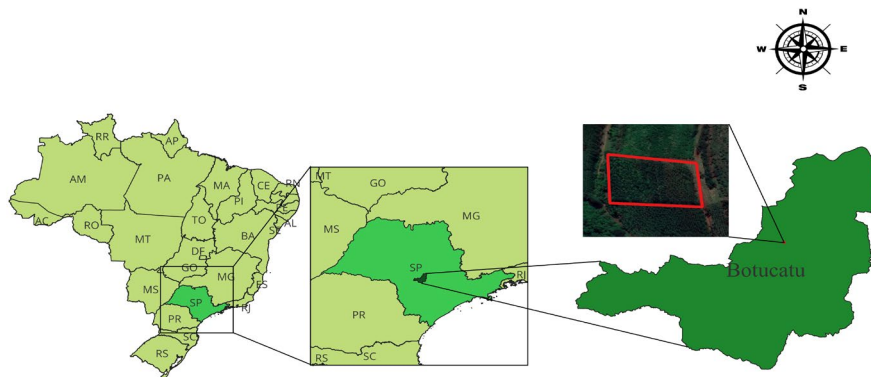 N
W E
S
RR
AP
AM
PA
MA
CE
RN
PI
PE
AL
SE
AC
RO
TO
BA
MT
DF
GO
MG
ES
MS
SP
RJ
PR
SC
RS
MT
GO
MS
MG
SP
RJ
PR
SC
RS
Botucatu